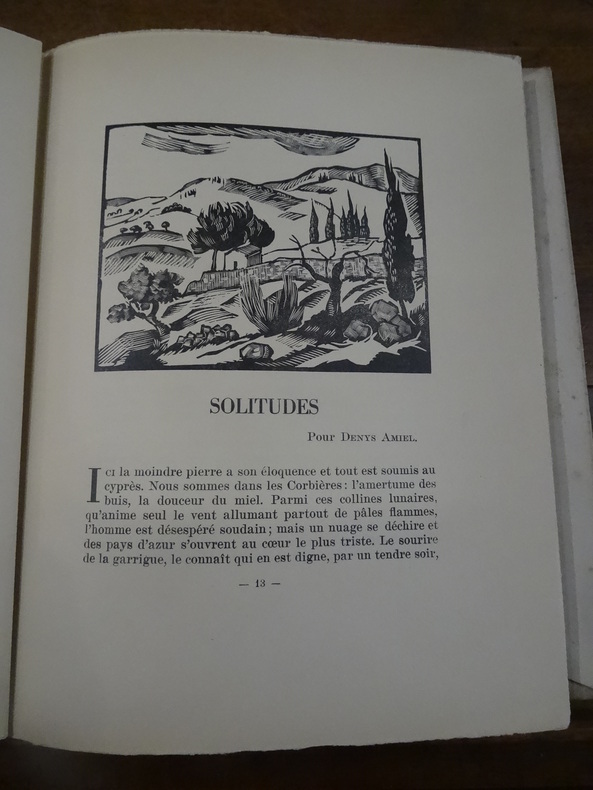 SOLITUDES
Pour Denys Amiel.
Ici la moindre pierre a son éloquence et tout est soumis au
cyprès. Nous sommes dans les Corbières : l'amertume des
buis, la douceur du miel. Parmi ces collines lunaires,
qu'anime seul le vent allumant partout de pâles flammes,
l'homme est désespéré soudain ; mais un nuage se déchire et
des pays d'azur s'ouvrent au cœur le plus triste. Le sourire
de la garrigue, le connaît qui en est digne, par un tendre soir,
— 13 —